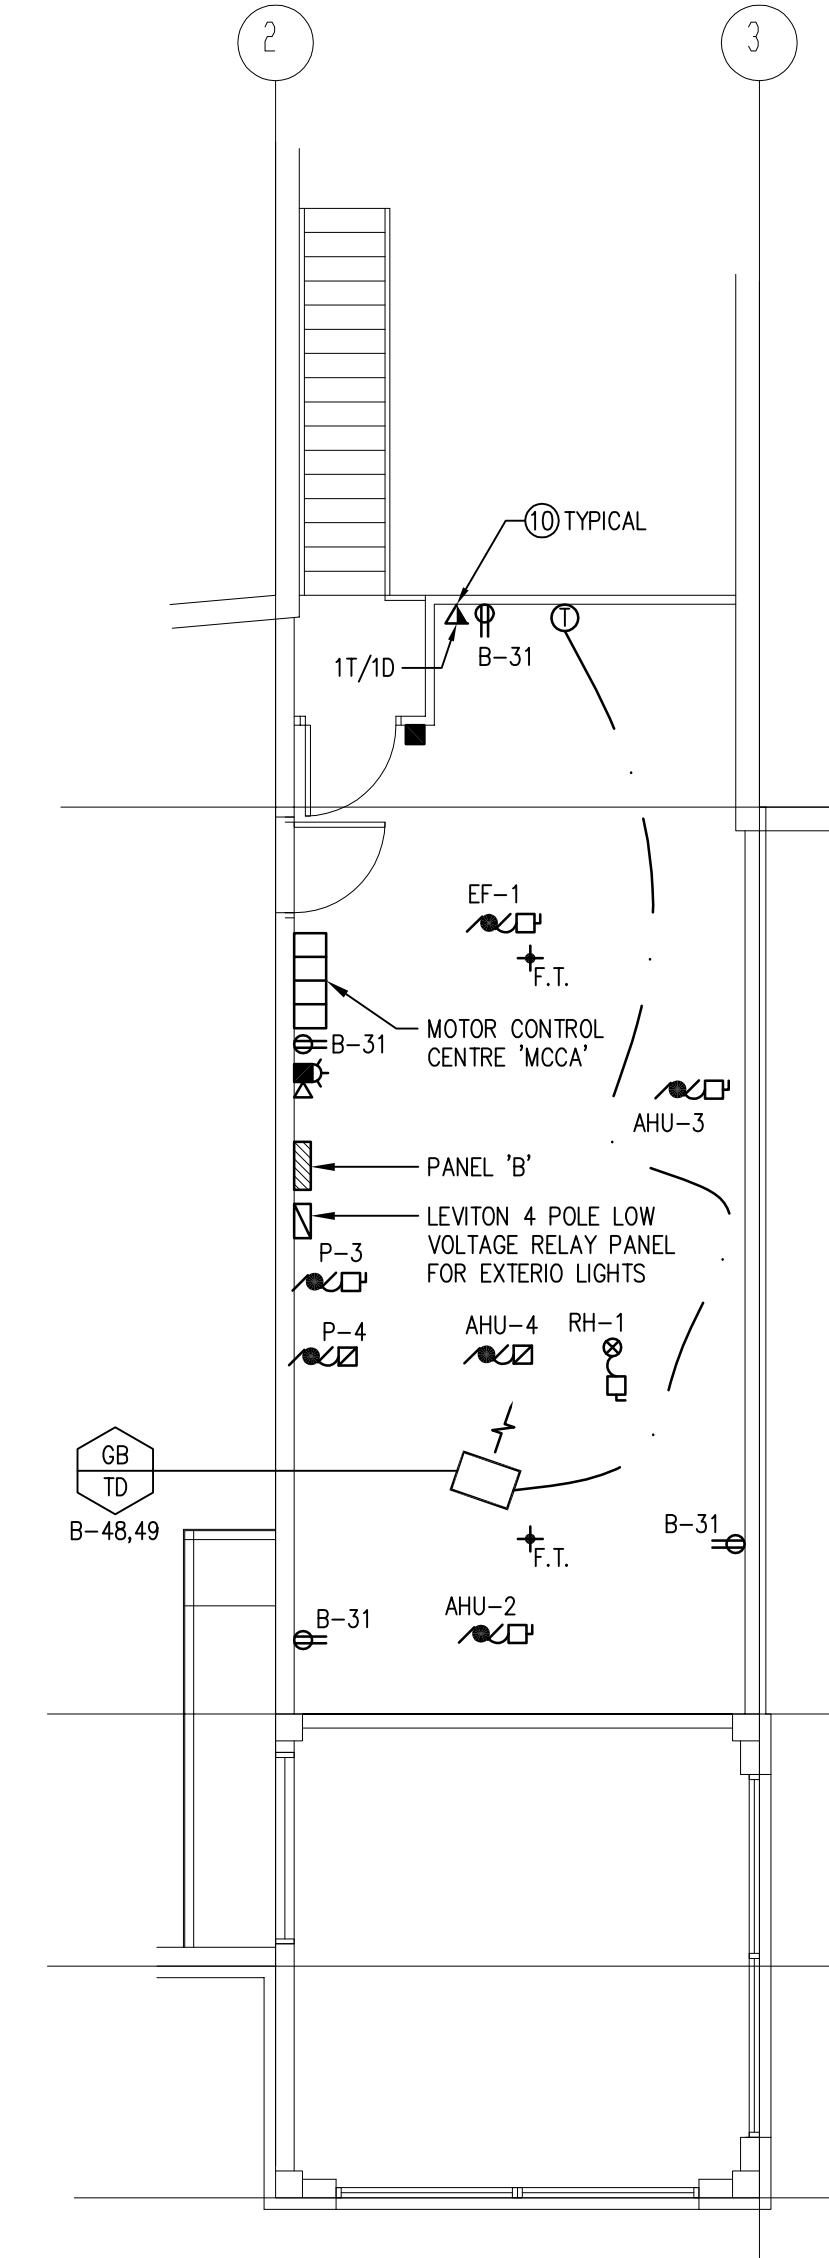 2
3
10 TYPICAL
1T/1D
B-31
T
EF-1
F.T.
MOTOR CONTROL
CENTRE 'MCCA'
B-31
AHU-3
PANEL 'B'
LEVITON 4 POLE LOW
VOLTAGE RELAY PANEL
FOR EXTERIO LIGHTS
P-3
P-4
AHU-4
RH-1
GB
TD
B-48,49
B-31
F.T.
AHU-2
B-31